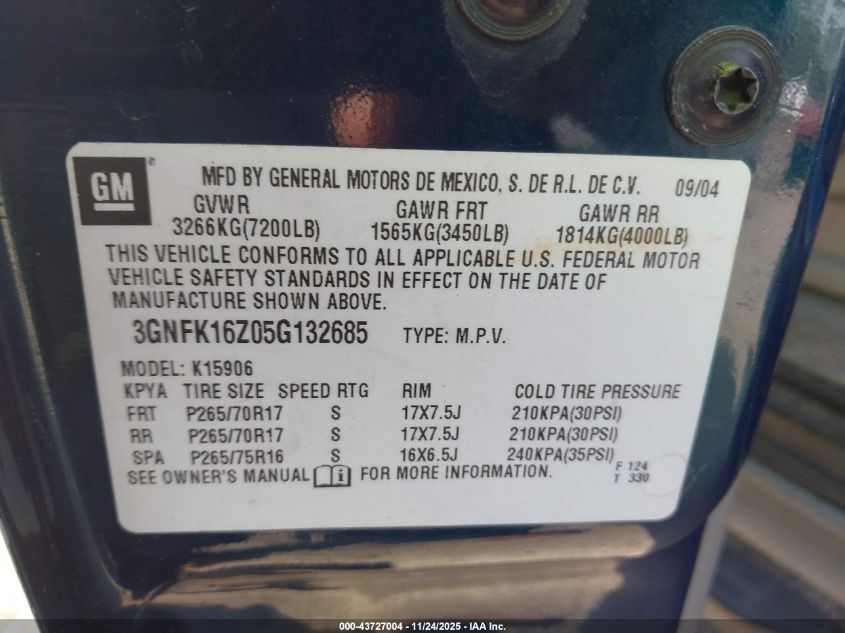 GM ®
MFD BY GENERAL MOTORS DE MEXICO, S. DE R.L. DE C.V. 09/04
GVWR GAWR FRT GAWR RR
3266KG(7200LB) 1565KG(3450LB) 1814KG(4000LB)
THIS VEHICLE CONFORMS TO ALL APPLICABLE U.S. FEDERAL MOTOR
VEHICLE SAFETY STANDARDS IN EFFECT ON THE DATE OF
MANUFACTURE SHOWN ABOVE.
3GNFK16Z05G132685 TYPE: M.P.V.
MODEL: K15906
KPYA TIRE SIZE SPEED RTG RIM COLD TIRE PRESSURE
FRT P265/70R17 S 17X7.5J 210KPA(30PSI)
RR P265/70R17 S 17X7.5J 210KPA(30PSI)
SPA P265/75R16 S 16X6.5J 240KPA(35PSI)
SEE OWNER'S MANUAL i FOR MORE INFORMATION.
F 124
T 330
000-43727004 - 11/24/2025 - IAA Inc.